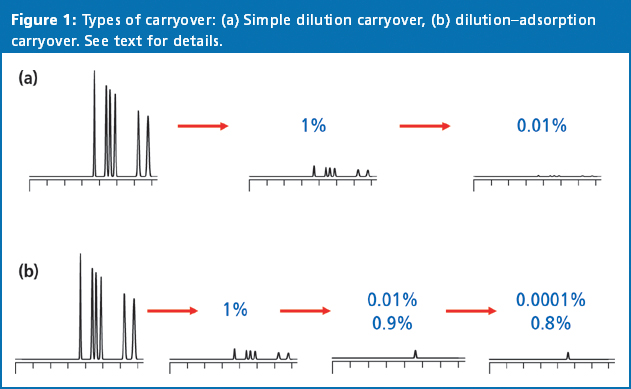 Figure 1: Types of carryover: (a) Simple dilution carryover, (b) dilution–adsorption
carryover. See text for details.
(a)
1%
0.01%
(b)
1%
0.01%
0.9%
0.0001%
0.8%